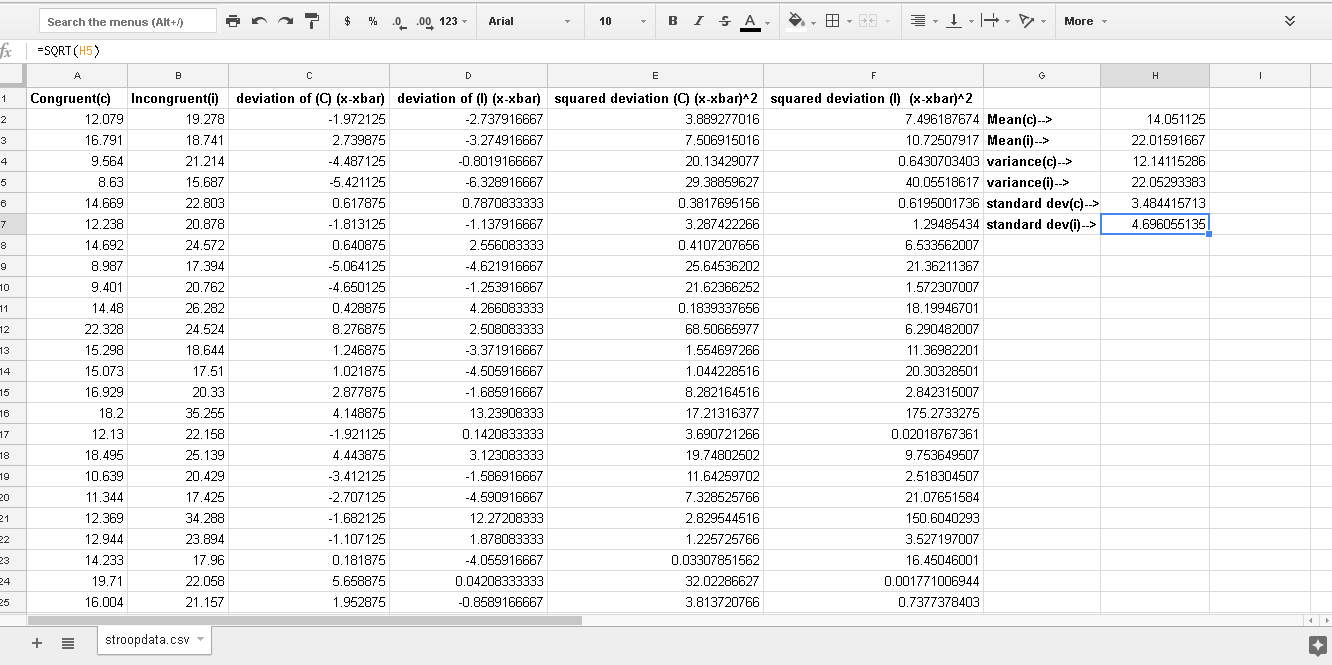 Search the menus (Alt+/) $ % .0 .00 123 Arial 10 B I S A More
fx =SQRT(H5)
A B C D E F G H I
1 Congruent(c) Incongruent(i) deviation of (C) (x-xbar) deviation of (I) (x-xbar) squared deviation (C) (x-xbar)^2 squared deviation (I) (x-xbar)^2
2 12.079 19.278 -1.972125 -2.737916667 3.889277016 7.496187674 Mean(c)--> 14.051125
3 16.791 18.741 2.739875 -3.274916667 7.506915016 10.72507917 Mean(i)--> 22.01591667
4 9.564 21.214 -4.487125 -0.8019166667 20.13429077 0.6430703403 variance(c)--> 12.14115286
5 8.63 15.687 -5.421125 -6.328916667 29.38859627 40.05518617 variance(i)--> 22.05293383
6 14.669 22.803 0.617875 0.7870833333 0.3817695156 0.6195001736 standard dev(c)--> 3.484415713
7 12.238 20.878 -1.813125 -1.137916667 3.287422266 1.29485434 standard dev(i)--> 4.696055135
8 14.692 24.572 0.640875 2.556083333 0.4107207656 6.533562007
9 8.987 17.394 -5.064125 -4.621916667 25.64536202 21.36211367
10 9.401 20.762 -4.650125 -1.253916667 21.62366252 1.572307007
11 14.48 26.282 0.428875 4.266083333 0.1839337656 18.19946701
12 22.328 24.524 8.276875 2.508083333 68.50665977 6.290482007
13 15.298 18.644 1.246875 -3.371916667 1.554697266 11.36982201
14 15.073 17.51 1.021875 -4.505916667 1.044228516 20.30328501
15 16.929 20.33 2.877875 -1.685916667 8.282164516 2.842315007
16 18.2 35.255 4.148875 13.23908333 17.21316377 175.2733275
17 12.13 22.158 -1.921125 0.1420833333 3.690721266 0.02018767361
18 18.495 25.139 4.443875 3.123083333 19.74802502 9.753649507
19 10.639 20.429 -3.412125 -1.586916667 11.64259702 2.518304507
20 11.344 17.425 -2.707125 -4.590916667 7.328525766 21.07651584
21 12.369 34.288 -1.682125 12.27208333 2.829544516 150.6040293
22 12.944 23.894 -1.107125 1.878083333 1.225725766 3.527197007
23 14.233 17.96 0.181875 -4.055916667 0.03307851562 16.45046001
24 19.71 22.058 5.658875 0.04208333333 32.02286627 0.001771006944
25 16.004 21.157 1.952875 -0.8589166667 3.813720766 0.7377378403
+ stroopdata.csv